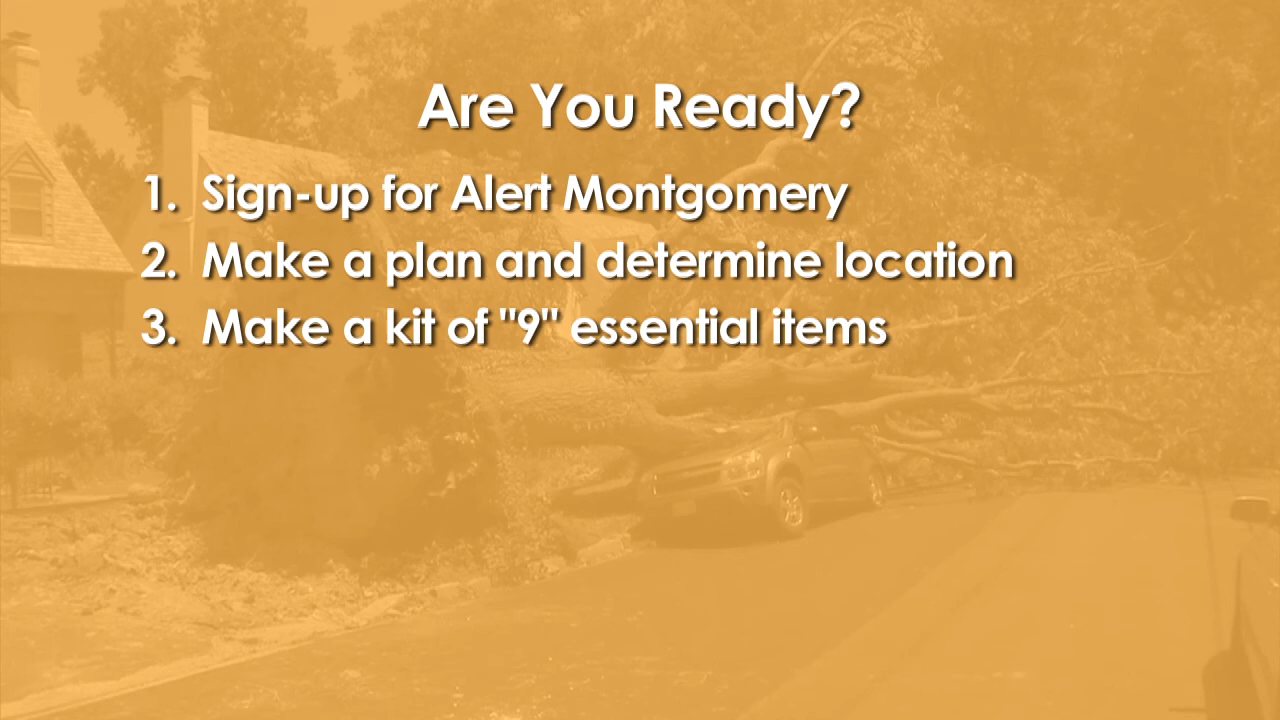 Are You Ready?
1. Sign-up for Alert Montgomery
2. Make a plan and determine location
3. Make a kit of "9" essential items